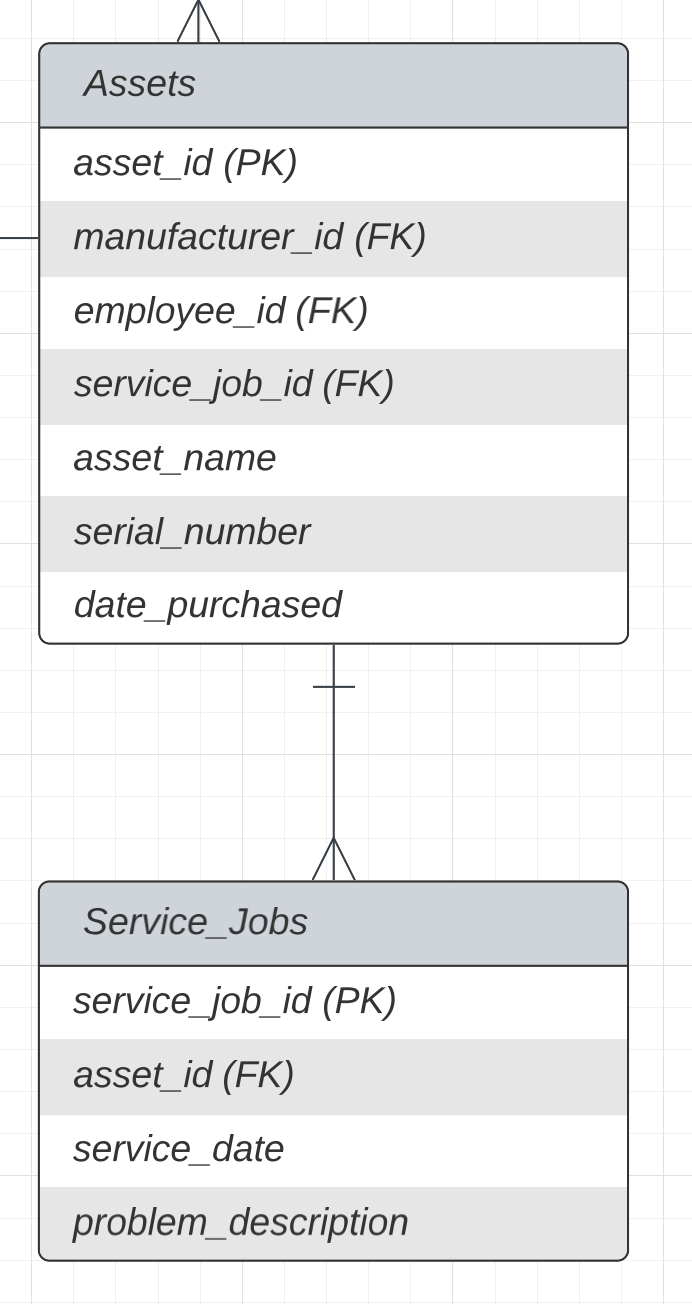 Assets
asset_id (PK)
manufacturer_id (FK)
employee_id (FK)
service_job_id (FK)
asset_name
serial_number
date_purchased
Service_Jobs
service_job_id (PK)
asset_id (FK)
service_date
problem_description